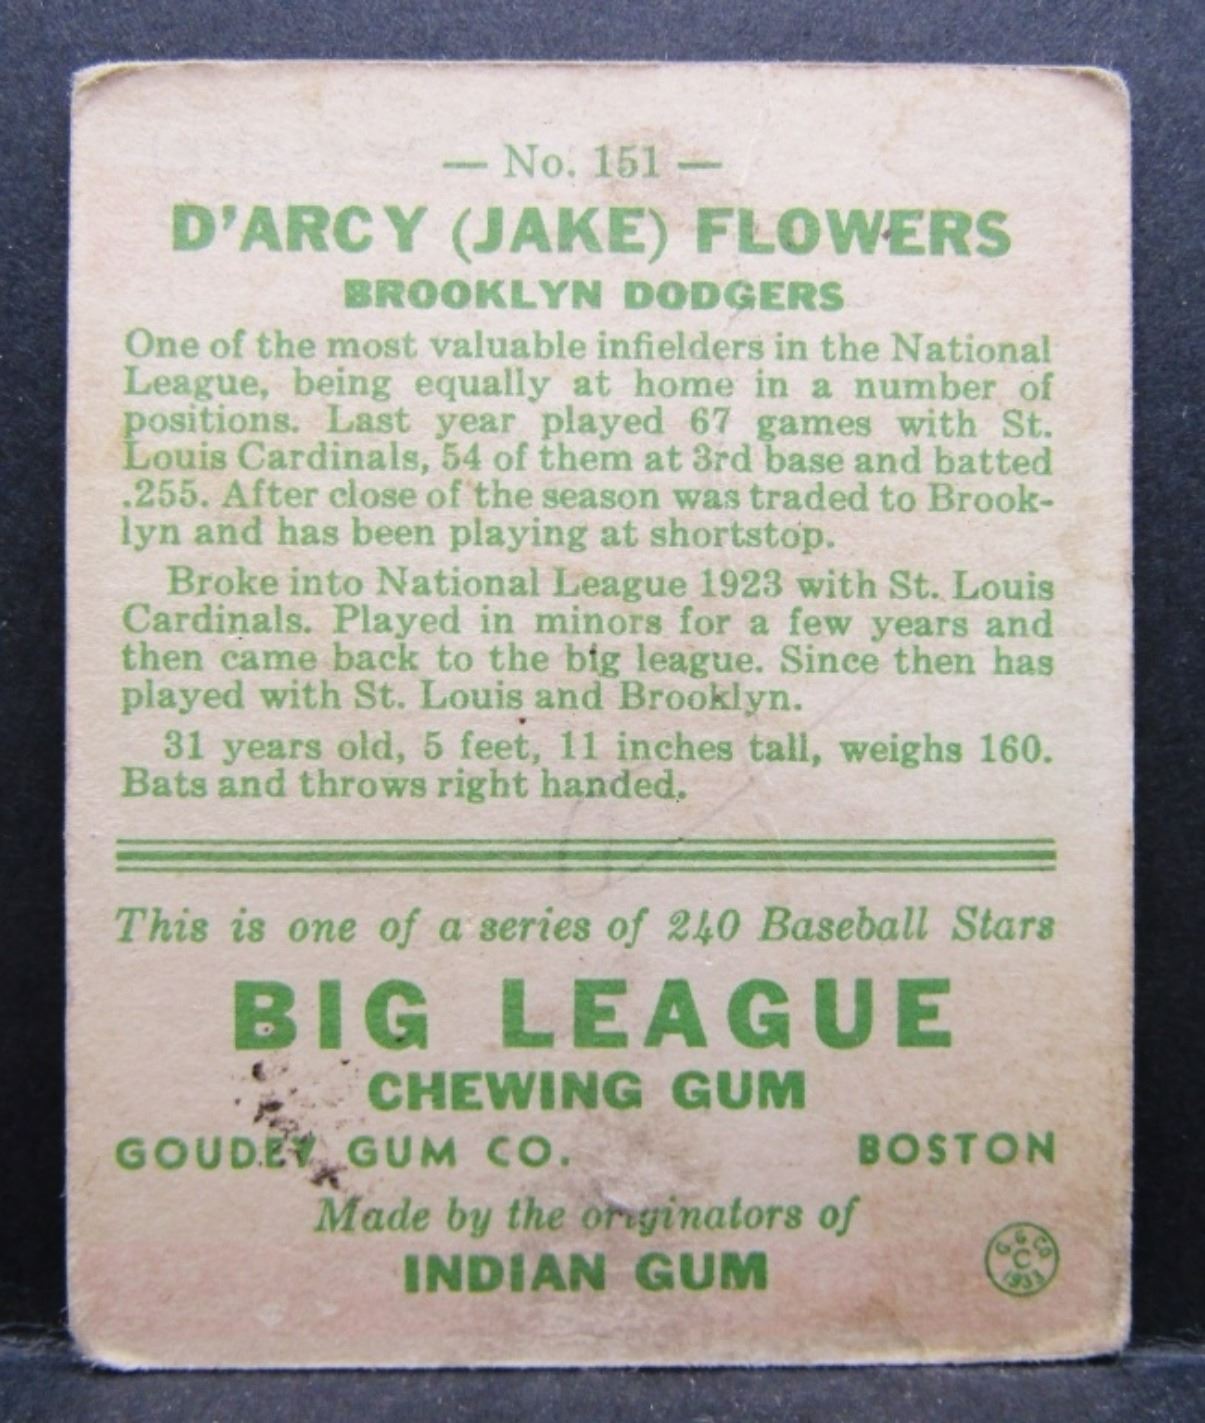 — No. 151 —
D'ARCY (JAKE) FLOWERS
BROOKLYN DODGERS
One of the most valuable infielders in the National
League, being equally at home in a number of
positions. Last year played 67 games with St.
Louis Cardinals, 54 of them at 3rd base and batted
.255. After close of the season was traded to Brook-
lyn and has been playing at shortstop.
Broke into National League 1923 with St. Louis
Cardinals. Played in minors for a few years and
then came back to the big league. Since then has
played with St. Louis and Brooklyn.
31 years old, 5 feet, 11 inches tall, weighs 160.
Bats and throws right handed.
This is one of a series of 240 Baseball Stars
BIG LEAGUE
CHEWING GUM
GOUDEY GUM CO. BOSTON
Made by the originators of
INDIAN GUM
G. G. CO.
C
1933